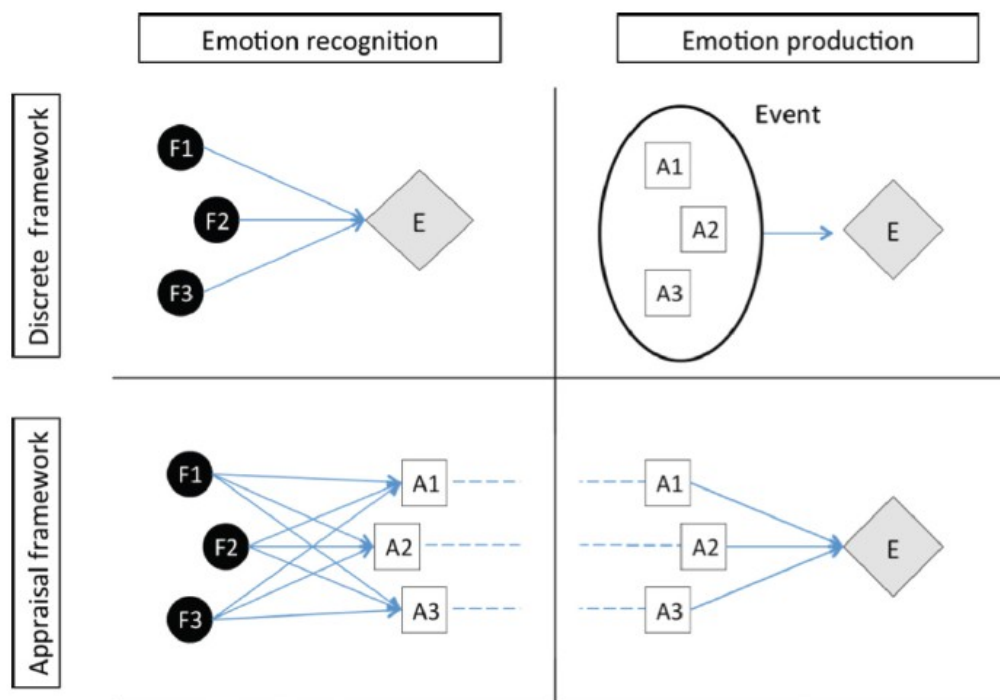 Emotion recognition
Emotion production
Discrete framework
F1
F2
F3
E
Event
A1
A2
A3
E
Appraisal framework
F1
F2
F3
A1
A2
A3
A1
A2
A3
E